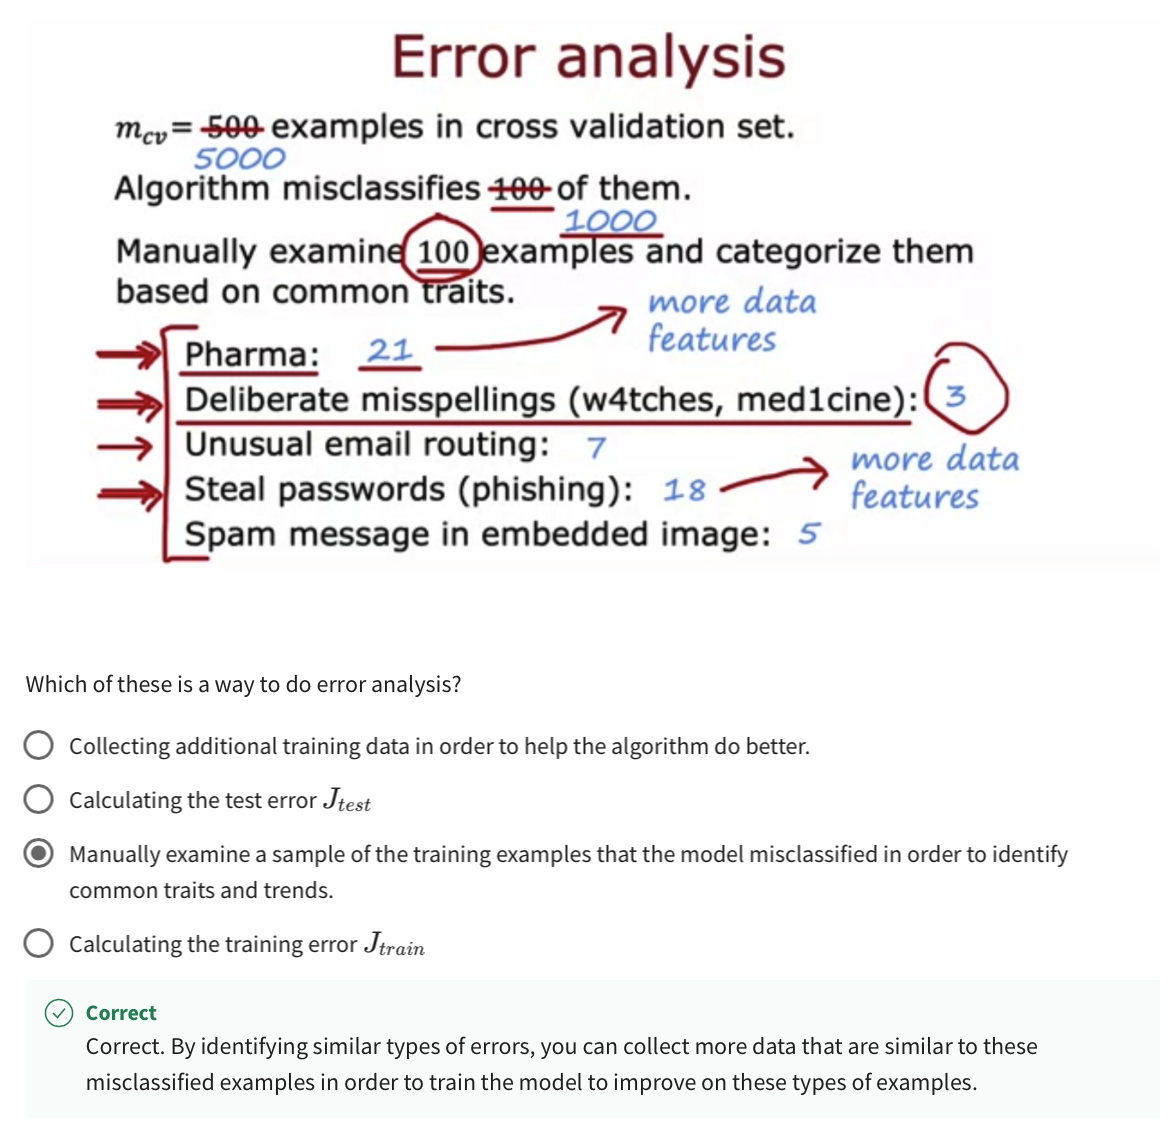 Error analysis
m_cv = 500 examples in cross validation set.
5000
Algorithm misclassifies 100 of them.
1000
Manually examine 100 examples and categorize them
based on common traits.
more data
features
Pharma: 21
Deliberate misspellings (w4tches, med1cine): 3
Unusual email routing: 7
more data
features
Steal passwords (phishing): 18
Spam message in embedded image: 5
Which of these is a way to do error analysis?
Collecting additional training data in order to help the algorithm do better.
Calculating the test error J_test
Manually examine a sample of the training examples that the model misclassified in order to identify
common traits and trends.
Calculating the training error J_train
Correct
Correct. By identifying similar types of errors, you can collect more data that are similar to these
misclassified examples in order to train the model to improve on these types of examples.